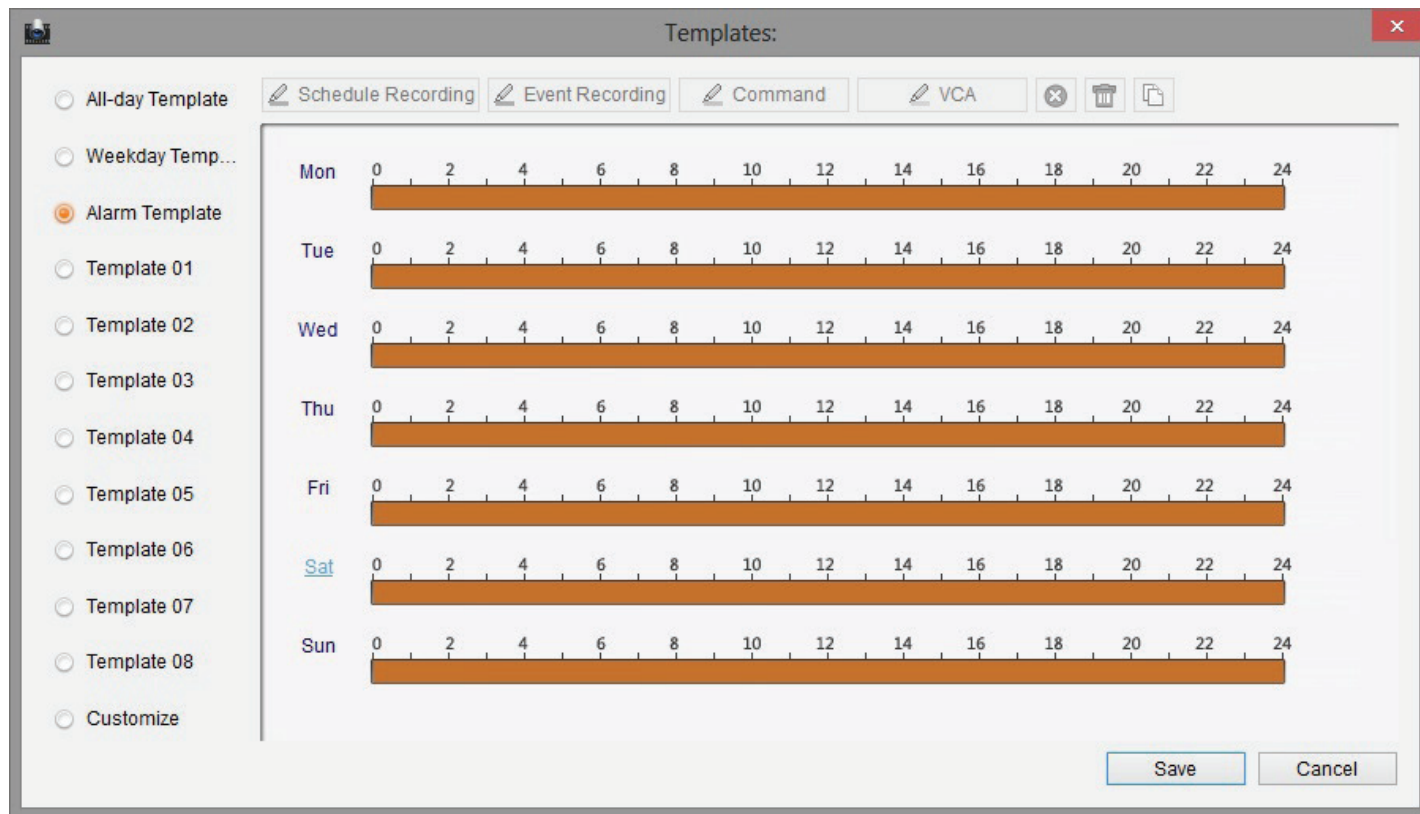 Templates:
All-day Template
Schedule Recording Event Recording Command VCA
Weekday Temp...
Mon 0 2 4 6 8 10 12 14 16 18 20 22 24
Alarm Template
Tue 0 2 4 6 8 10 12 14 16 18 20 22 24
Template 01
Template 02
Wed 0 2 4 6 8 10 12 14 16 18 20 22 24
Template 03
Thu 0 2 4 6 8 10 12 14 16 18 20 22 24
Template 04
Template 05
Fri 0 2 4 6 8 10 12 14 16 18 20 22 24
Template 06
Sat 0 2 4 6 8 10 12 14 16 18 20 22 24
Template 07
Sun 0 2 4 6 8 10 12 14 16 18 20 22 24
Template 08
Customize
Save Cancel